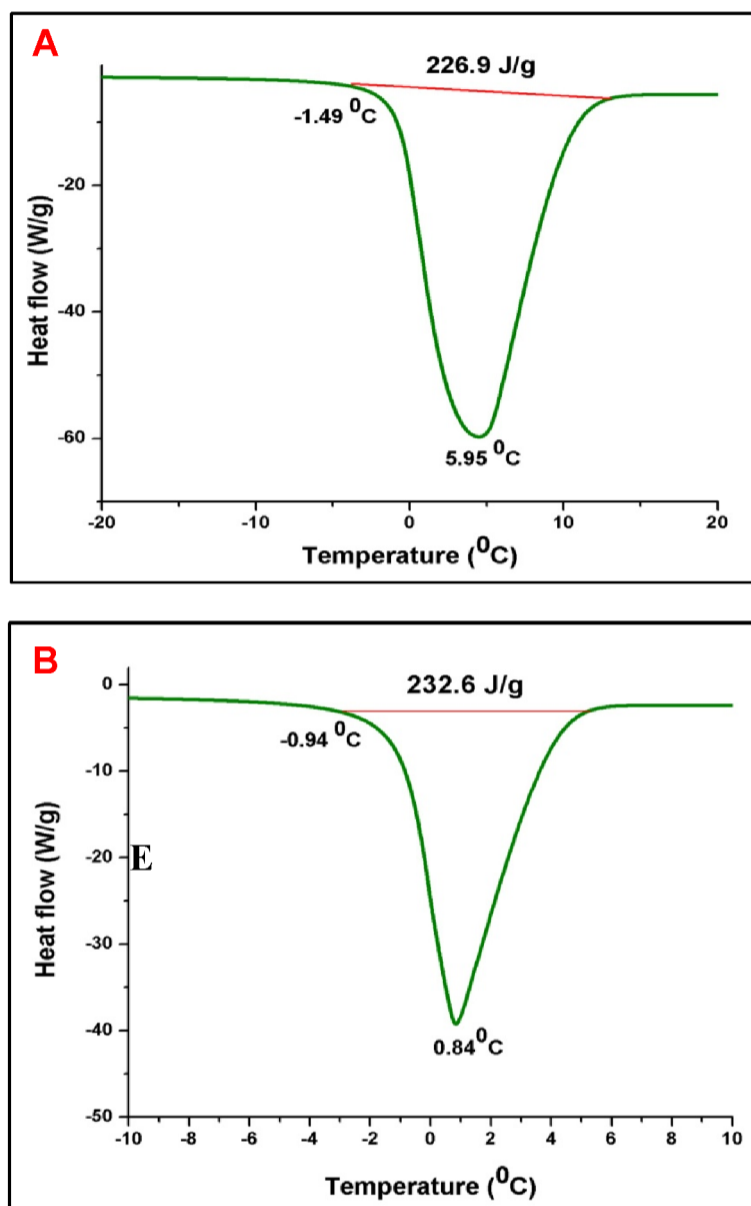 A
226.9 J/g
-1.49 ⁰C
-20
-40
-60
Heat flow (W/g)
5.95 ⁰C
-20 -10 0 10 20
Temperature (⁰C)
B
232.6 J/g
0
-0.94 ⁰C
-10
-20 E
-30
-40
-50
Heat flow (W/g)
0.84⁰C
-10 -8 -6 -4 -2 0 2 4 6 8 10
Temperature (⁰C)